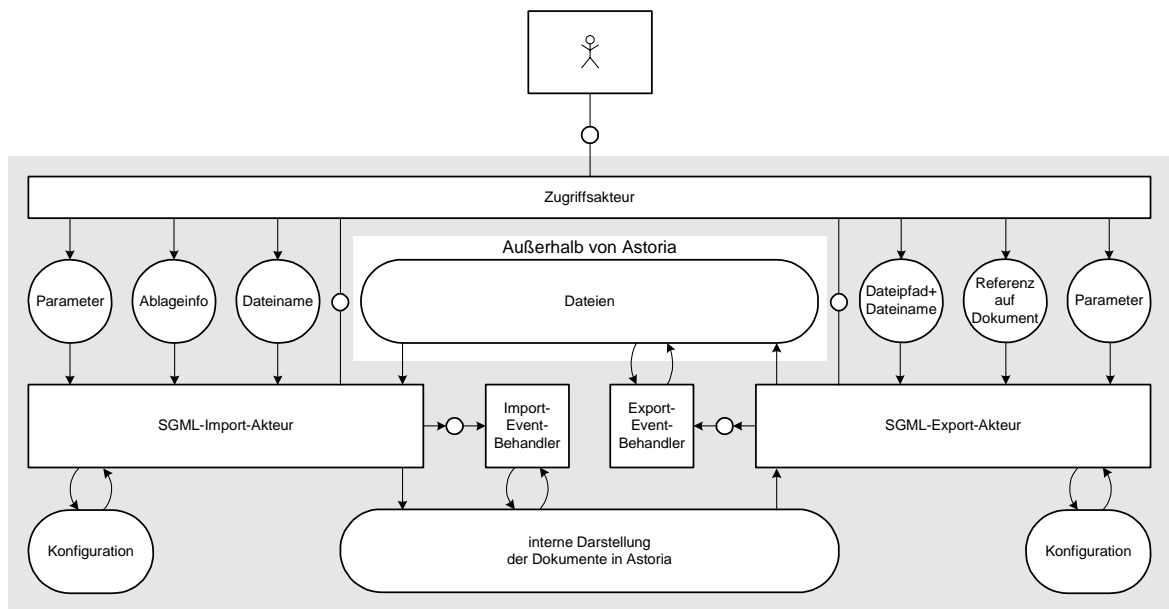 Zugriffsakteur
Außerhalb von Astoria
Parameter
Ablageinfo
Dateiname
Dateien
Dateipfad+
Dateiname
Referenz
auf
Dokument
Parameter
SGML-Import-Akteur
Import-
Event-
Behandler
Export-
Event-
Behandler
SGML-Export-Akteur
Konfiguration
interne Darstellung
der Dokumente in Astoria
Konfiguration